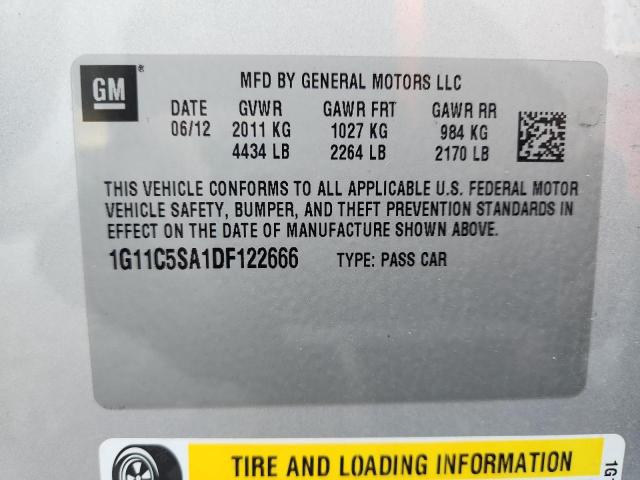 GM ®
MFD BY GENERAL MOTORS LLC
DATE GVWR GAWR FRT GAWR RR
06/12 2011 KG 1027 KG 984 KG
4434 LB 2264 LB 2170 LB
THIS VEHICLE CONFORMS TO ALL APPLICABLE U.S. FEDERAL MOTOR
VEHICLE SAFETY, BUMPER, AND THEFT PREVENTION STANDARDS IN
EFFECT ON THE DATE OF MANUFACTURE SHOWN ABOVE.
1G11C5SA1DF122666 TYPE: PASS CAR
TIRE AND LOADING INFORMATION
1G